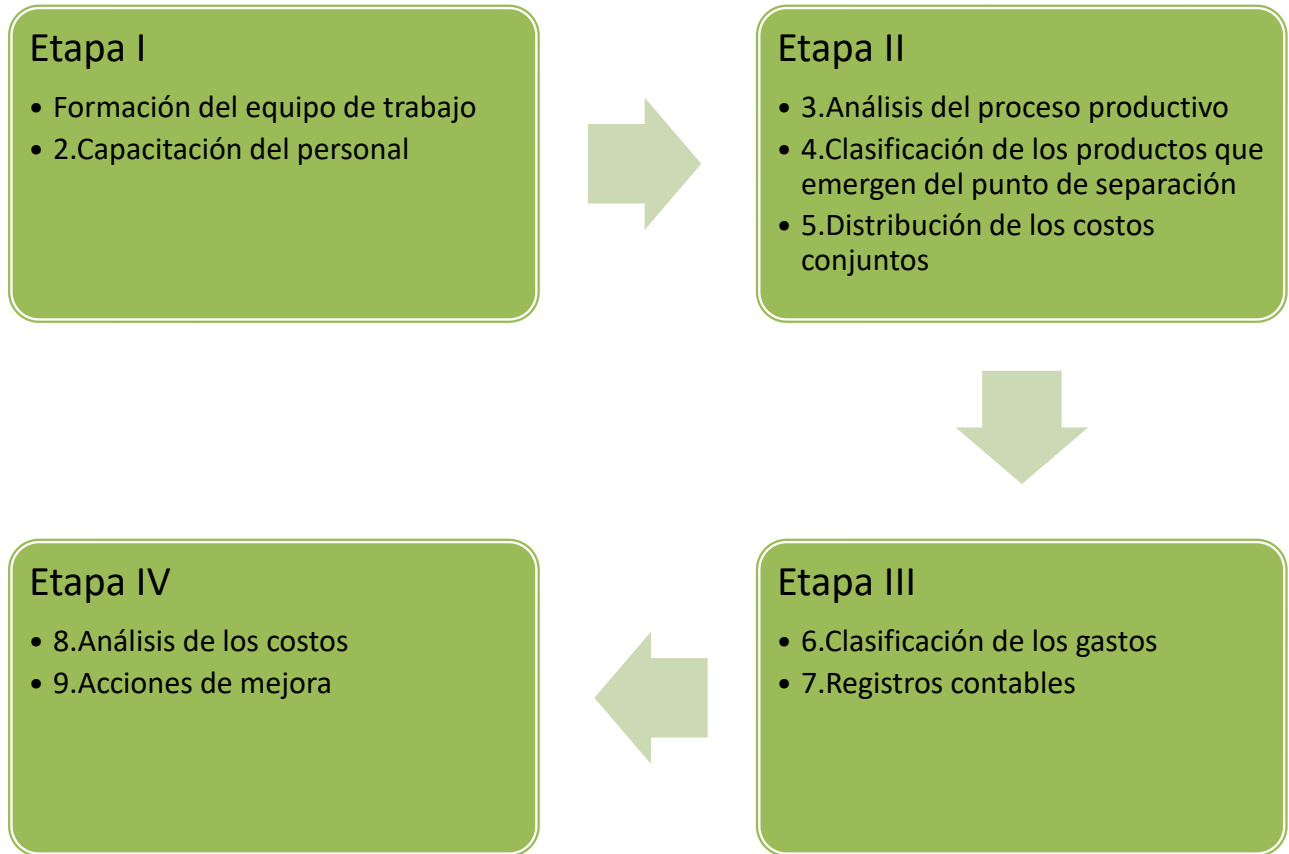 Etapa I
• Formación del equipo de trabajo
• 2.Capacitación del personal
Etapa II
• 3.Análisis del proceso productivo
• 4.Clasificación de los productos que
emergen del punto de separación
• 5.Distribución de los costos
conjuntos
Etapa III
• 6.Clasificación de los gastos
• 7.Registros contables
Etapa IV
• 8.Análisis de los costos
• 9.Acciones de mejora